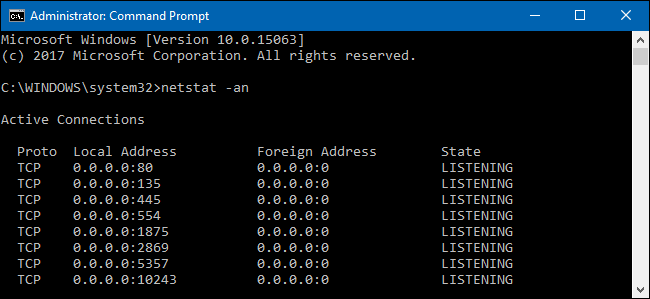 Administrator: Command Prompt
Microsoft Windows [Version 10.0.15063]
(c) 2017 Microsoft Corporation. All rights reserved.
C:\WINDOWS\system32>netstat -an
Active Connections
Proto  Local Address          Foreign Address        State
TCP    0.0.0.0:80             0.0.0.0:0              LISTENING
TCP    0.0.0.0:135            0.0.0.0:0              LISTENING
TCP    0.0.0.0:445            0.0.0.0:0              LISTENING
TCP    0.0.0.0:554            0.0.0.0:0              LISTENING
TCP    0.0.0.0:1875           0.0.0.0:0              LISTENING
TCP    0.0.0.0:2869           0.0.0.0:0              LISTENING
TCP    0.0.0.0:5357           0.0.0.0:0              LISTENING
TCP    0.0.0.0:10243          0.0.0.0:0              LISTENING